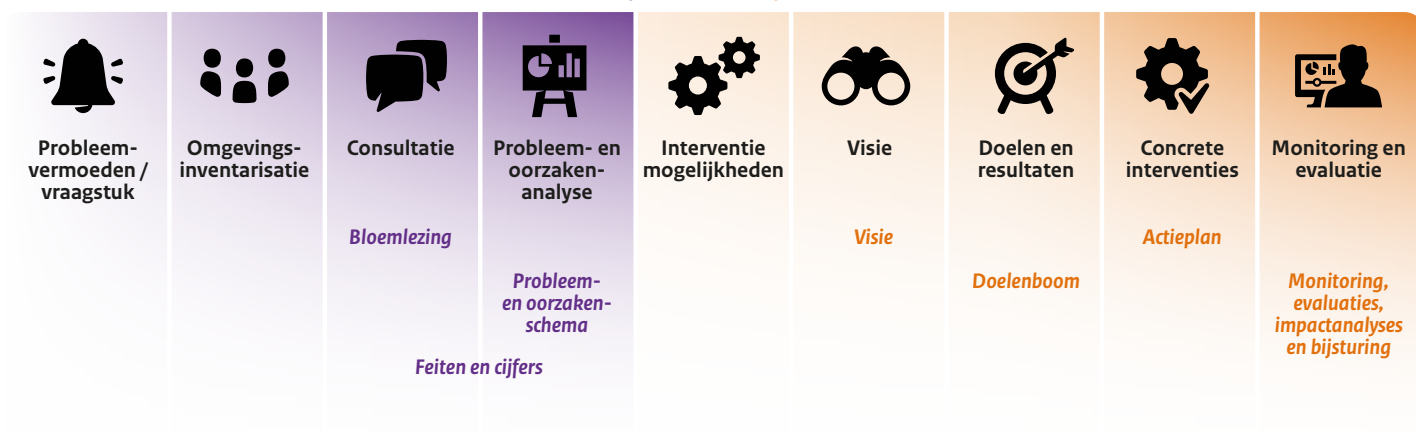 Probleem-
vermoeden /
vraagstuk
Omgevings-
inventarisatie
Consultatie
Probleem- en
oorzaken-
analyse
Interventie
mogelijkheden
Visie
Doelen en
resultaten
Concrete
interventies
Monitoring en
evaluatie
Bloemlezing
Visie
Actieplan
Probleem-
en oorzaken-
schema
Doelenboom
Monitoring,
evaluaties,
impactanalyses
en bijsturing
Feiten en cijfers